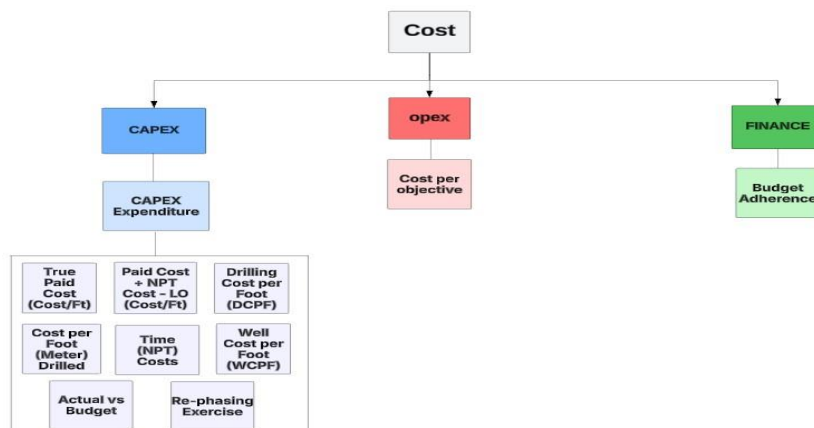 Cost
CAPEX
opex
FINANCE
CAPEX
Expenditure
Cost per
objective
Budget
Adherence
True
Paid
Cost
(Cost/Ft)
Paid Cost
+ NPT
Cost - LO
(Cost/Ft)
Drilling
Cost per
Foot
(DCPF)
Cost per
Foot
(Meter)
Drilled
Time
(NPT)
Costs
Well
Cost per
Foot
(WCPF)
Actual vs
Budget
Re-phasing
Exercise